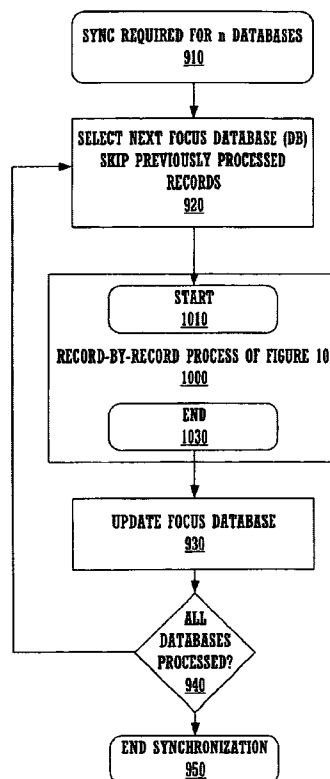 SYNC REQUIRED FOR n DATABASES
910
SELECT NEXT FOCUS DATABASE (DB)
SKIP PREVIOUSLY PROCESSED
RECORDS
920
START
1010
RECORD-BY-RECORD PROCESS OF FIGURE 10
1000
END
1030
UPDATE FOCUS DATABASE
930
ALL
DATABASES
PROCESSED?
940
END SYNCHRONIZATION
950